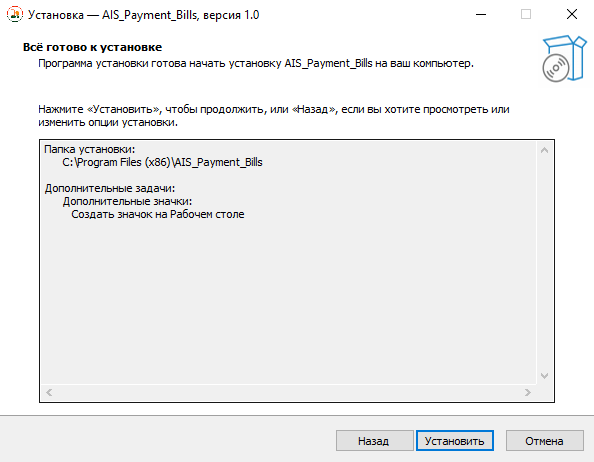 Установка — AIS_Payment_Bills, версия 1.0
Всё готово к установке
Программа установки готова начать установку AIS_Payment_Bills на ваш компьютер.
Нажмите «Установить», чтобы продолжить, или «Назад», если вы хотите просмотреть или
изменить опции установки.
Папка установки:
C:\Program Files (x86)\AIS_Payment_Bills
Дополнительные задачи:
Дополнительные значки:
Создать значок на Рабочем столе
Назад
Установить
Отмена